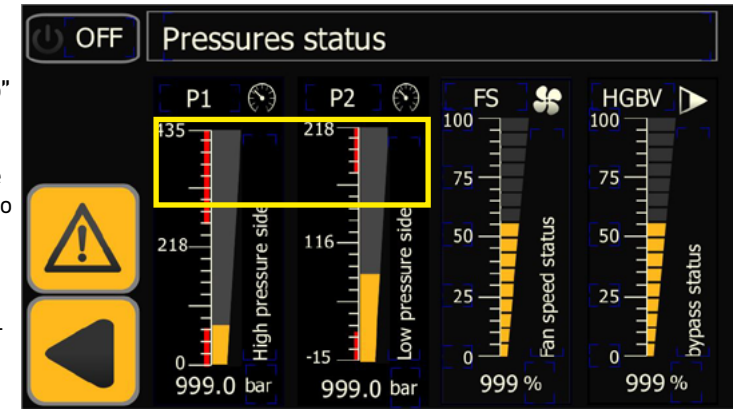 OFF Pressures status
P1 P2 FS HGBV
435 218 100 100
75 75
218 116 50 50
25 25
0 -15 0 0
High pressure side
Low pressure side
Fan speed status
bypass status
999.0 bar 999.0 bar 999 % 999 %